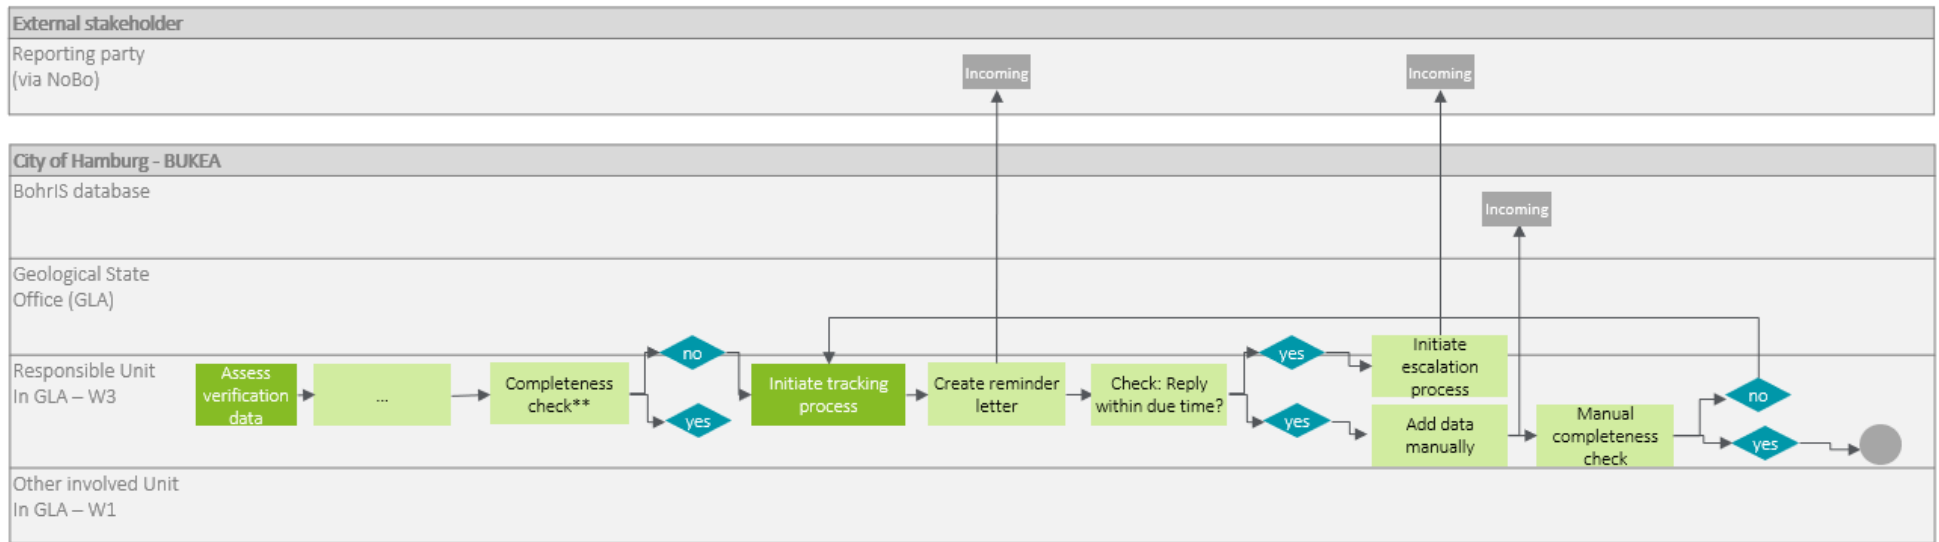 External stakeholder
Reporting party
(via NoBo)
Incoming
Incoming
City of Hamburg - BUKEA
BohrIS database
Incoming
Geological State
Office (GLA)
Responsible Unit
In GLA – W3
Assess
verification
data
...
Completeness
check**
no
yes
Initiate tracking
process
Create reminder
letter
Check: Reply
within due time?
yes
yes
Initiate
escalation
process
Add data
manually
Manual
completeness
check
no
yes
Other involved Unit
In GLA – W1